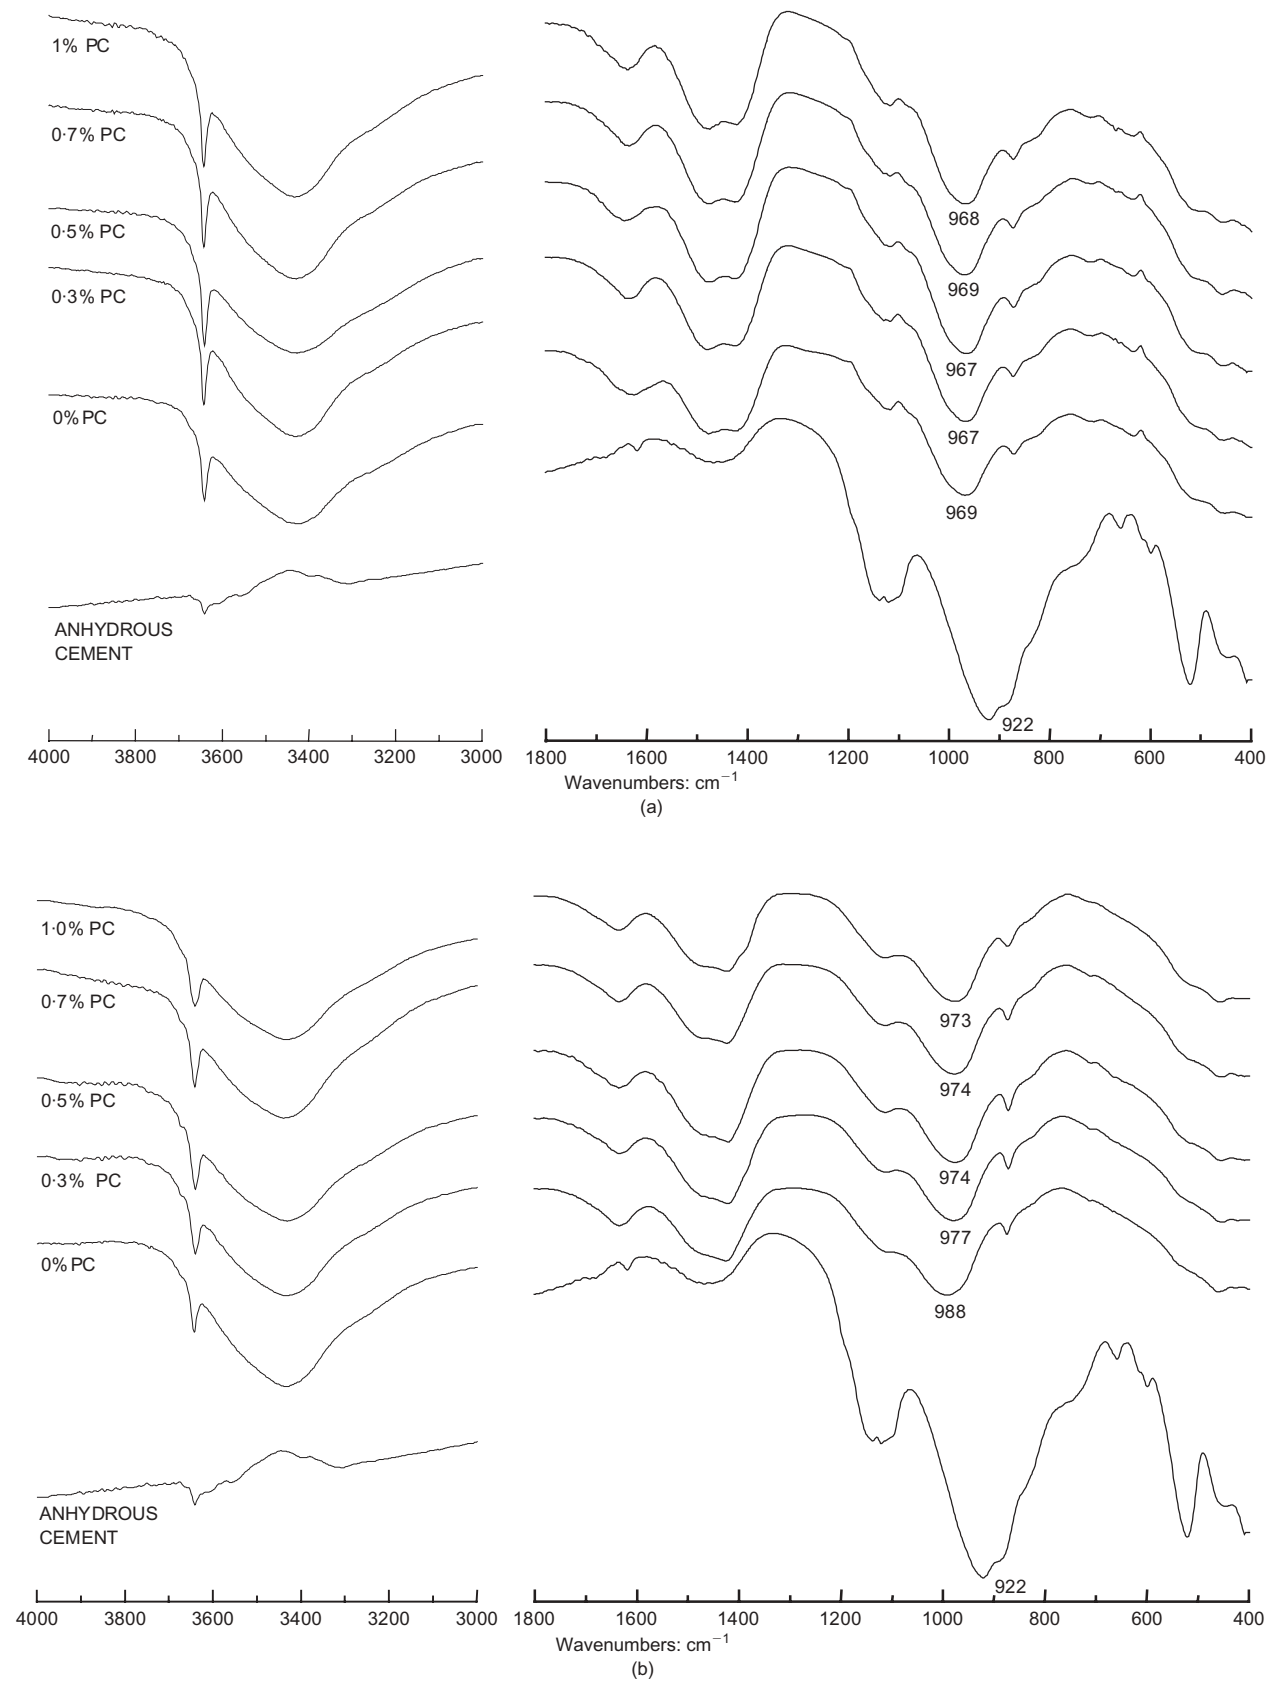 1% PC
0·7% PC
0·5% PC
0·3% PC
0% PC
ANHYDROUS
CEMENT
968
969
967
967
969
922
4000 3800 3600 3400 3200 3000 1800 1600 1400 1200 1000 800 600 400
Wavenumbers: cm−1
(a)
1·0% PC
0·7% PC
0·5% PC
0·3% PC
0% PC
ANHYDROUS
CEMENT
973
974
974
977
988
922
4000 3800 3600 3400 3200 3000 1800 1600 1400 1200 1000 800 600 400
Wavenumbers: cm−1
(b)